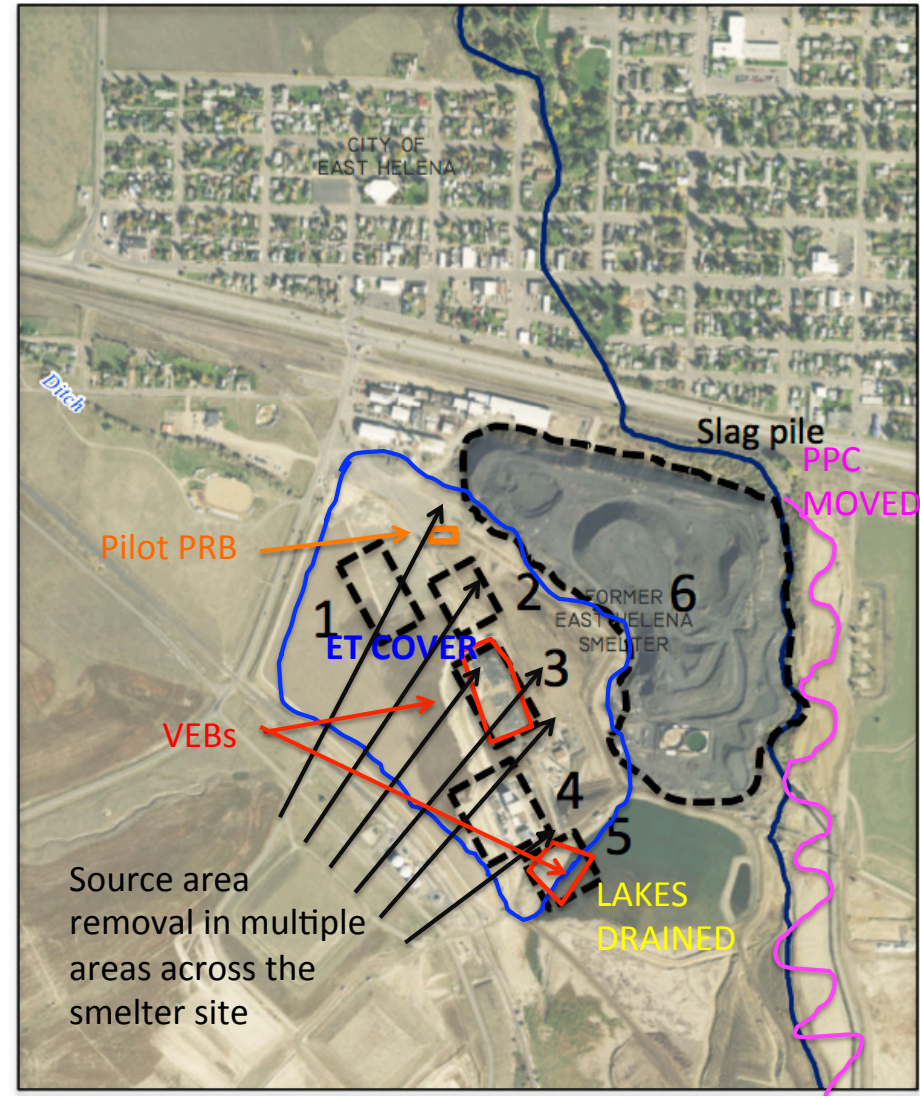 CITY OF
EAST HELENA
Ditch
Slag pile
PPC
MOVED
Pilot PRB
1
2
FORMER
EAST HELENA
SMELTER
6
ET COVER
3
VEBs
4
5
LAKES
DRAINED
Source area
removal in multiple
areas across the
smelter site